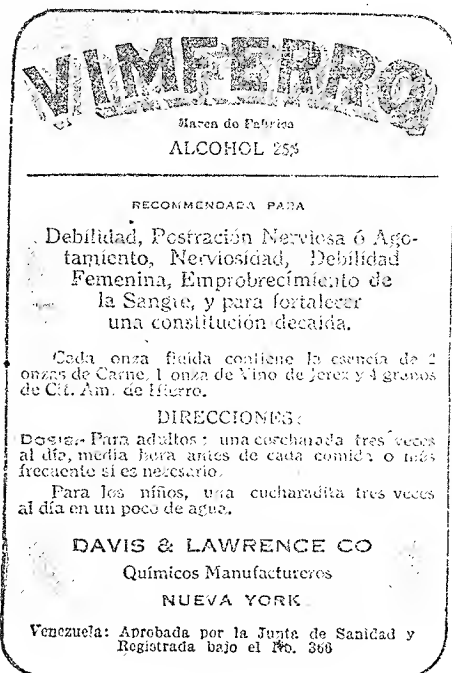 VIMFERRO
Marca de Fabrica
ALCOHOL 25%
RECOMMENDADA PARA
Debilidad, Postración Nerviosa ó Ago-
tamiento, Nerviosidad, Debilidad
Femenina, Emprobrecimiento de
la Sangre, y para fortalecer
una constitución decaida.
Cada onza fluida contiene la esencia de 2
onzas de Carne, 1 onza de Vino de Jerez y 4 granos
de Cit. Am. de Hierro.
DIRECCIONES:
Dosis.- Para adultos: una corcharada tres veces
al día, media hora antes de cada comida o más
frecuente si es necesario.
Para los niños, una cucharadita tres veces
al día en un poco de agua.
DAVIS & LAWRENCE CO
Químicos Manufactureros
NUEVA YORK
Venezuela: Aprobada por la Junta de Sanidad y
Registrada bajo el No. 366